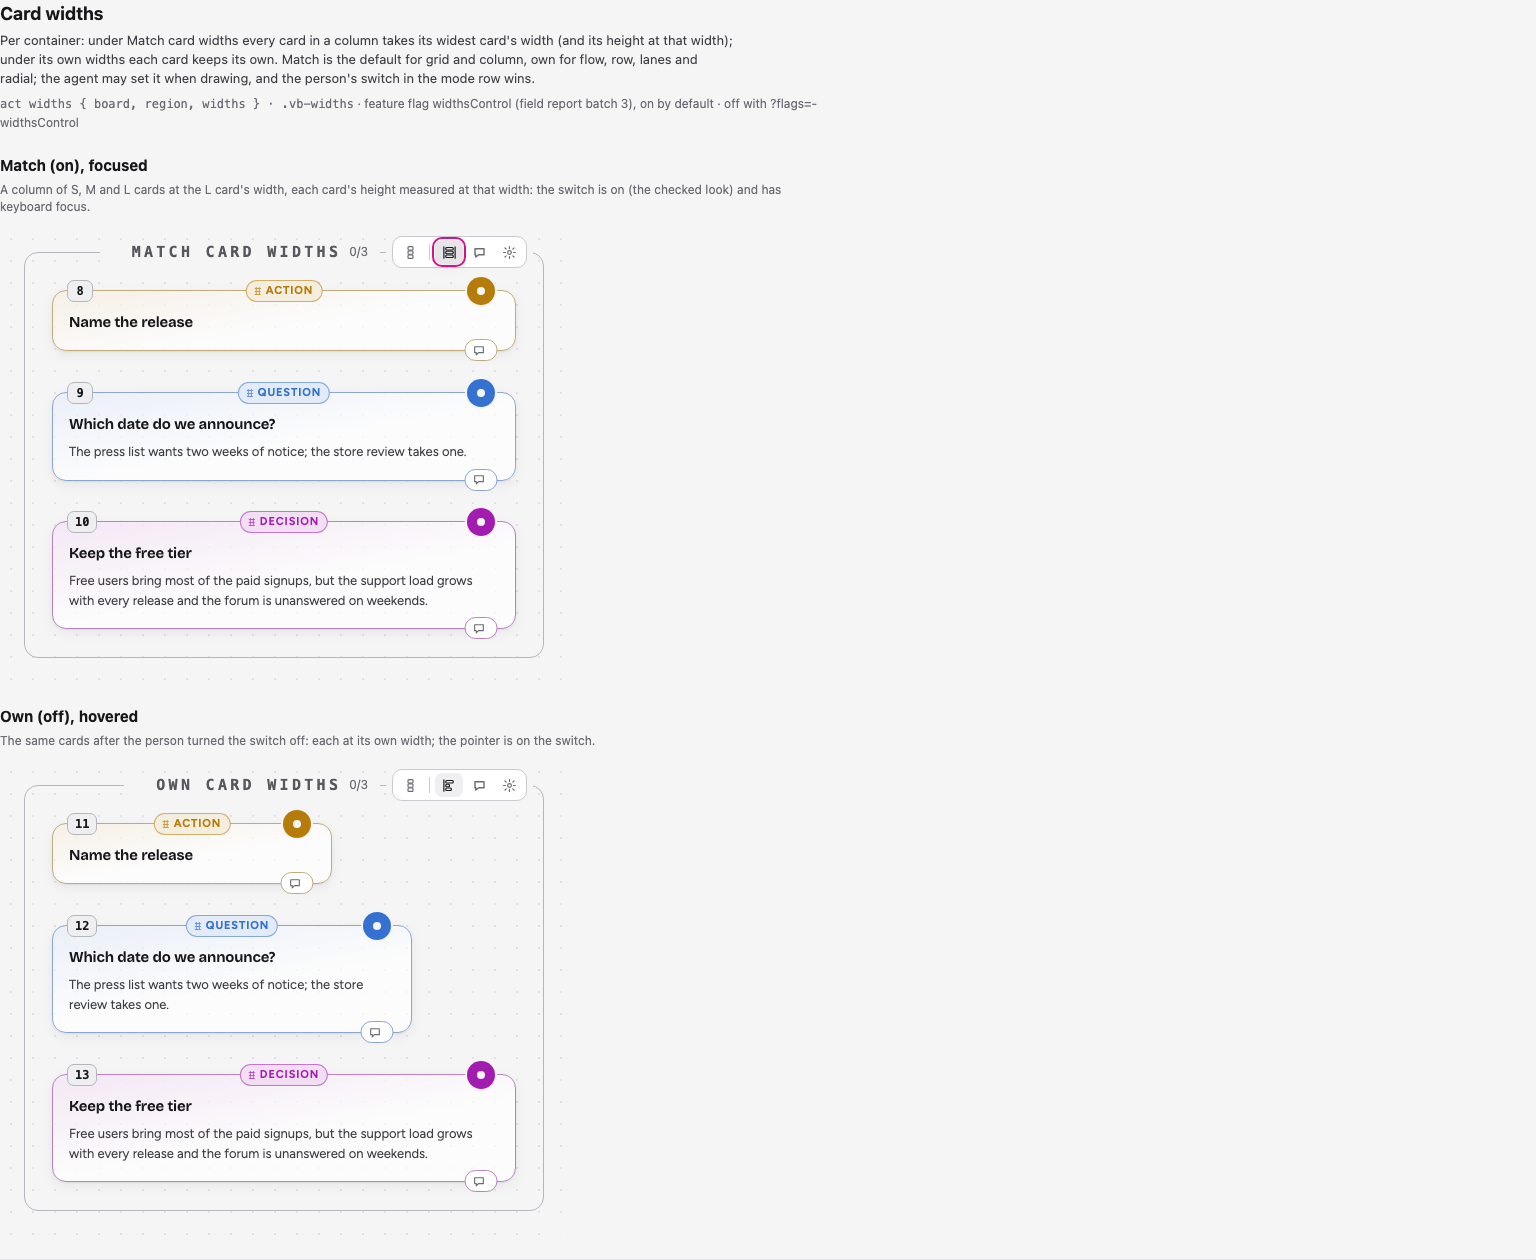 Card widths
Per container: under Match card widths every card in a column takes its widest card's width (and its height at that width);
under its own widths each card keeps its own. Match is the default for grid and column, own for flow, row, lanes and
radial; the agent may set it when drawing, and the person's switch in the mode row wins.
act widths { board, region, widths } · .vb-widths · feature flag widthsControl (field report batch 3), on by default · off with ?flags=-
widthsControl
Match (on), focused
A column of S, M and L cards at the L card's width, each card's height measured at that width: the switch is on (the checked look) and has
keyboard focus.
MATCH CARD WIDTHS 0/3
8 ACTION
Name the release
9 QUESTION
Which date do we announce?
The press list wants two weeks of notice; the store review takes one.
10 DECISION
Keep the free tier
Free users bring most of the paid signups, but the support load grows
with every release and the forum is unanswered on weekends.
Own (off), hovered
The same cards after the person turned the switch off: each at its own width; the pointer is on the switch.
OWN CARD WIDTHS 0/3
11 ACTION
Name the release
12 QUESTION
Which date do we announce?
The press list wants two weeks of notice; the store
review takes one.
13 DECISION
Keep the free tier
Free users bring most of the paid signups, but the support load grows
with every release and the forum is unanswered on weekends.